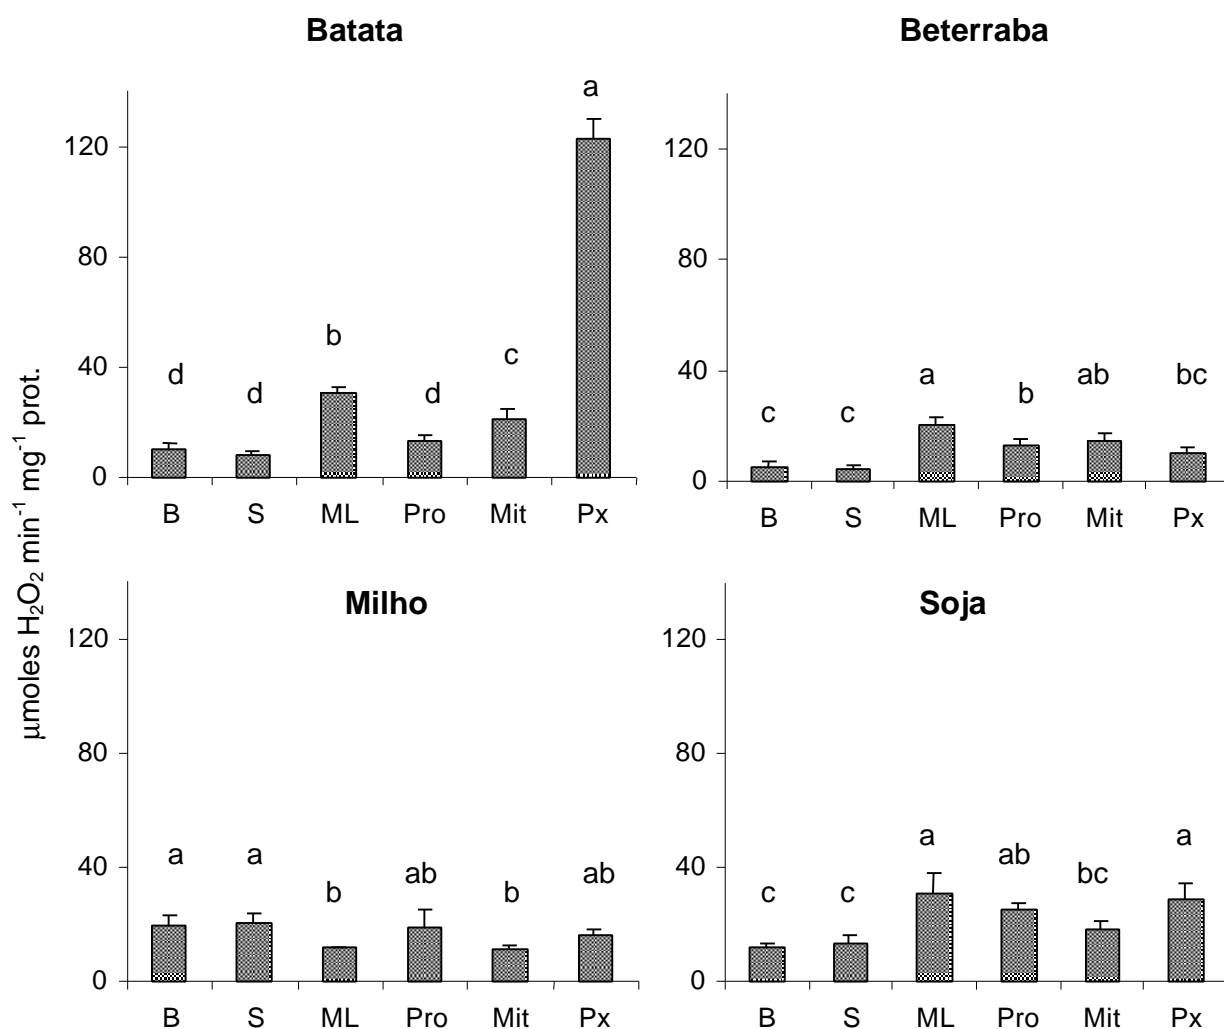 Batata
Beterraba
µmoles H₂O₂ min⁻¹ mg⁻¹ prot.
120
80
40
0
d
d
b
d
c
a
B S ML Pro Mit Px
120
80
40
0
c
c
a
b
ab
bc
B S ML Pro Mit Px
Milho
120
80
40
0
a
a
b
ab
b
ab
B S ML Pro Mit Px
Soja
120
80
40
0
c
c
a
ab
bc
a
B S ML Pro Mit Px